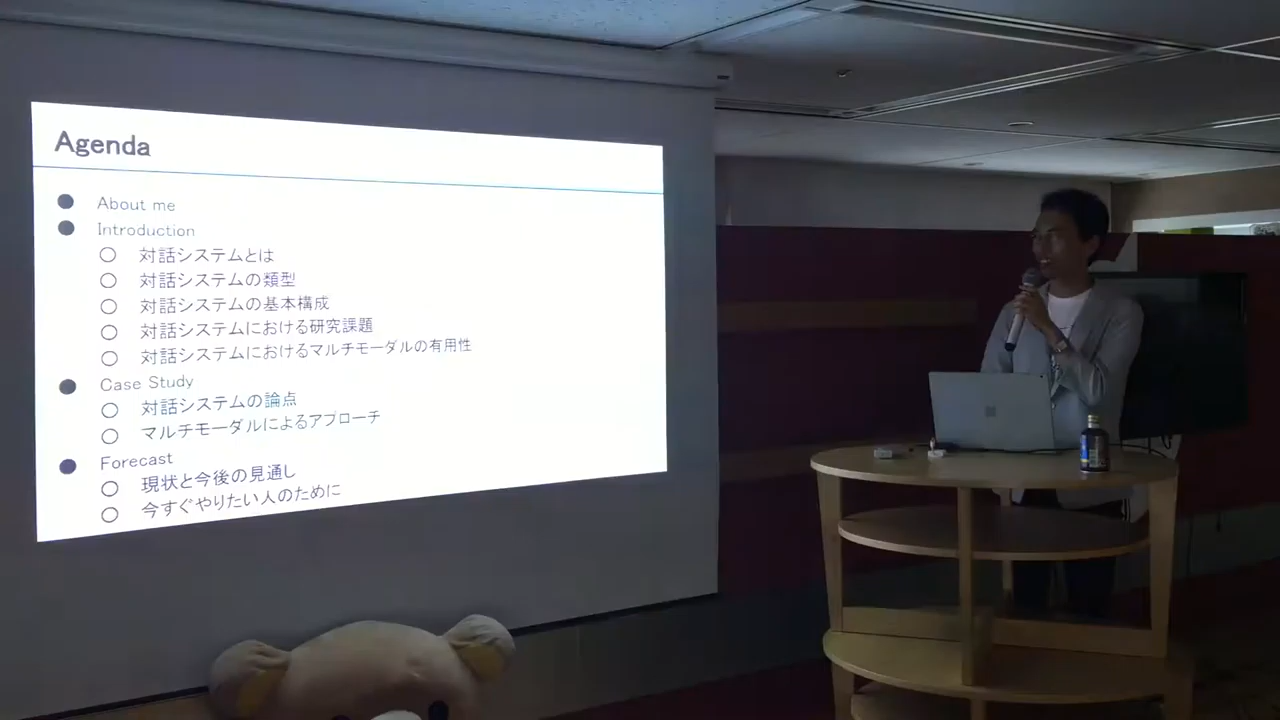 Agenda
● About me
● Introduction
○ 対話システムとは
○ 対話システムの類型
○ 対話システムの基本構成
○ 対話システムにおける研究課題
○ 対話システムにおけるマルチモーダルの有用性
● Case Study
○ 対話システムの論点
○ マルチモーダルによるアプローチ
● Forecast
○ 現状と今後の見通し
○ 今すぐやりたい人のために